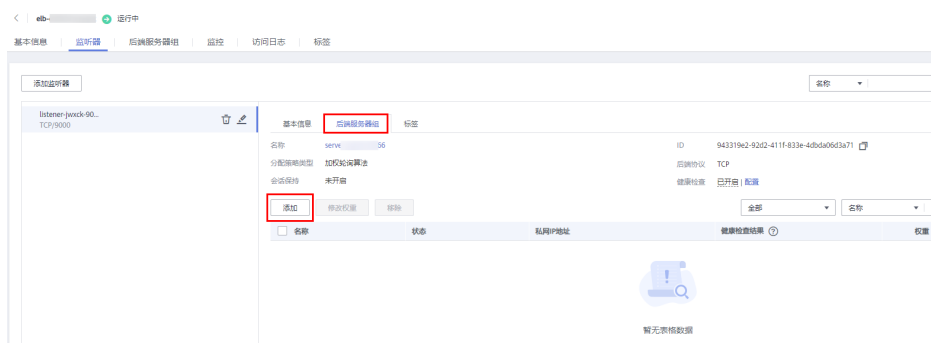 elb- 运行中
基本信息 监听器 后端服务器组 监控 访问日志 标签
添加监听器 名称
listener-jwxck-90...
TCP/9000
基本信息 后端服务器组 标签
名称 serve 66 ID 943319e2-92d2-411f-833e-4dbda06d3a71
分配策略类型 加权轮询算法 后端协议 TCP
会话保持 未开启 健康检查 已开启 | 配置
添加 修改权重 移除 全部 名称
名称 状态 私网IP地址 健康检查结果 ? 权重
暂无表格数据